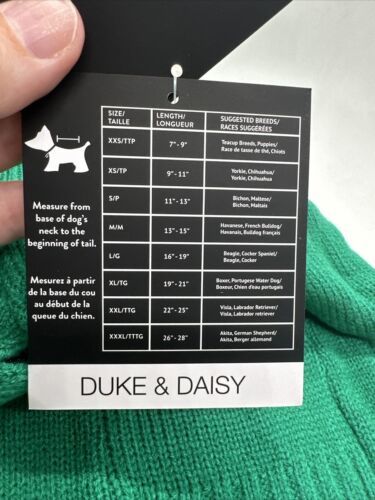 SIZE/ LENGTH/ SUGGESTED BREEDS/
TAILLE LONGUEUR RACES SUGGÉRÉES
XXS/TTP 7" - 9" Teacup Breeds, Puppies/
Race de tasse de thé, Chiots
XS/TP 9" - 11" Yorkie, Chihuahua/
Yorkie, Chihuahua
S/P 11" - 13" Bichon, Maltese/
Bichon, Maltais
M/M 13" - 15" Havanese, French Bulldog/
Havanais, Bulldog français
L/G 16" - 19" Beagle, Cocker Spaniel/
Beagle, Cocker
XL/TG 19" - 21" Boxer, Portugese Water Dog/
Boxeur, Chien d'eau portugais
XXL/TTG 22" - 25" Visla, Labrador Retriever/
Visla, Labrador retriever
XXXL/TTTG 26" - 28" Akita, German Shepherd/
Akita, Berger allemand
Measure from
base of dog's
neck to the
beginning of tail.
Mesurez à partir
de la base du cou
au début de la
queue du chien.
DUKE & DAISY